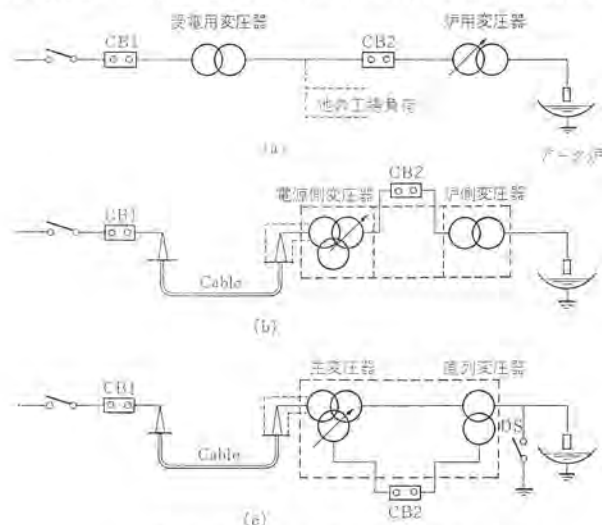 受電用変圧器 炉用変圧器
CB1 CB2
他の工場負荷
(a) アーク炉
CB2
電源側変圧器 炉側変圧器
CB1
Cable
(b)
主変圧器 直列変圧器
CB1
DS
Cable
CB2